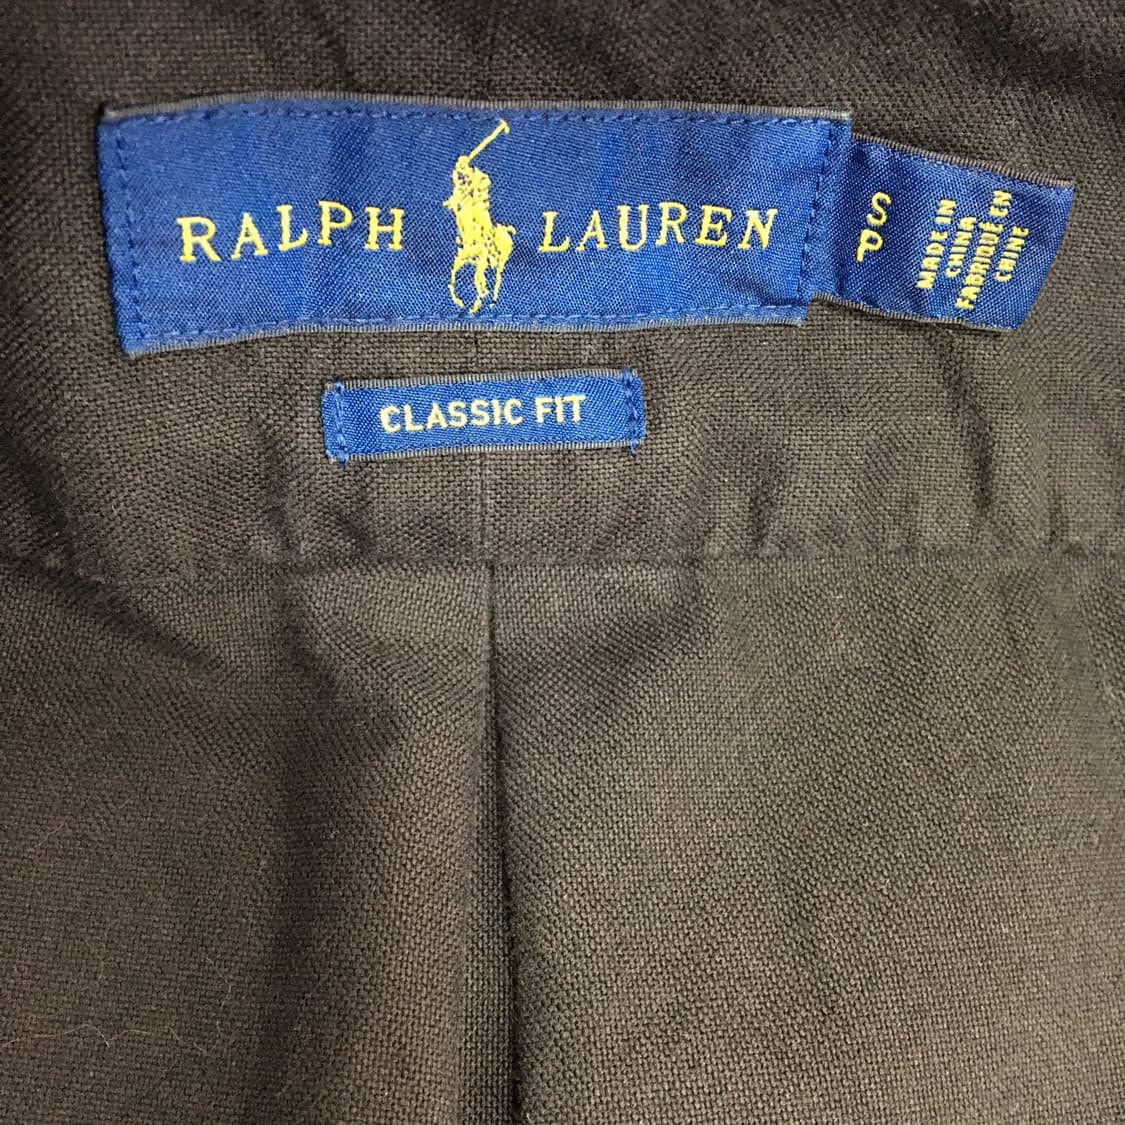 RALPH LAUREN
S
P
MADE IN
CHINA
FABRIQUÉ EN
CHINE
CLASSIC FIT